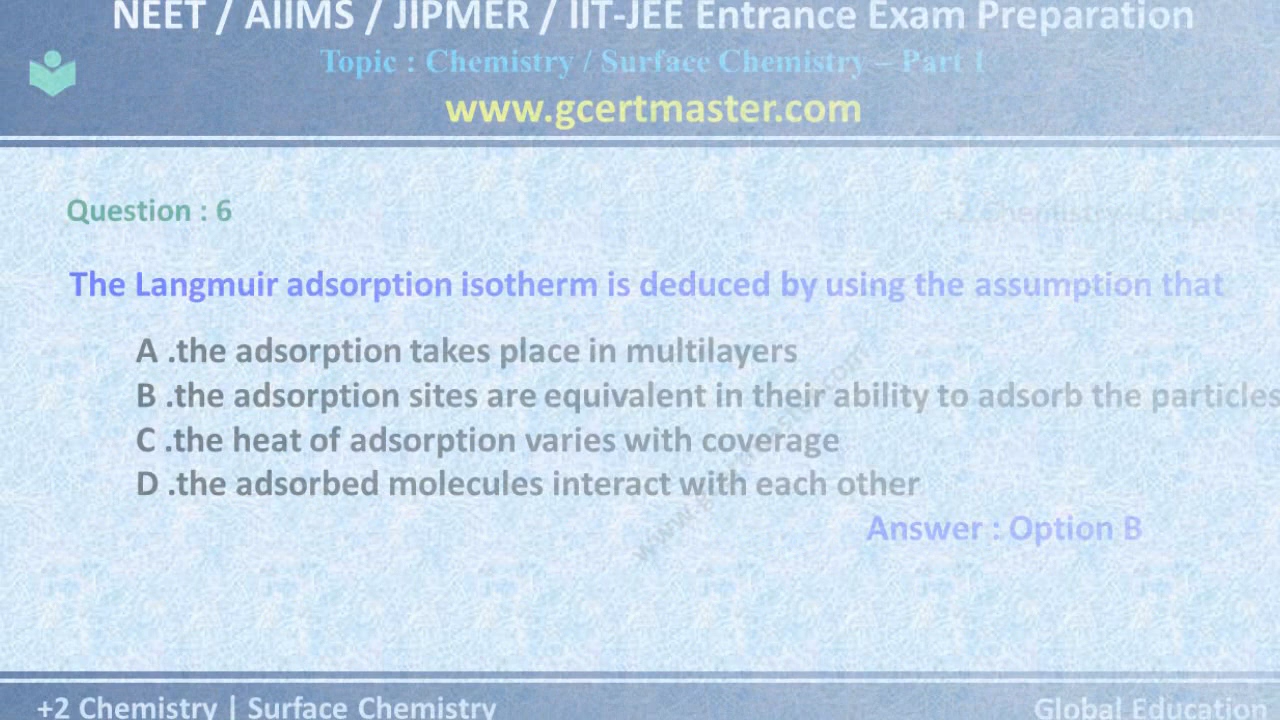 NEET / AIIMS / JIPMER / IIT-JEE Entrance Exam Preparation
Topic : Chemistry / Surface Chemistry – Part 1
www.gcertmaster.com
Question : 6
+2 Chemistry
The Langmuir adsorption isotherm is deduced by using the assumption that
A .the adsorption takes place in multilayers
B .the adsorption sites are equivalent in their ability to adsorb the particles
C .the heat of adsorption varies with coverage
D .the adsorbed molecules interact with each other
Answer : Option B
+2 Chemistry | Surface Chemistry
Global Education